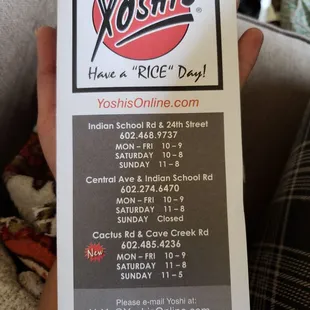 YOSHI'S
®
Have a "RICE" Day!
YoshisOnline.com
Indian School Rd & 24th Street
602.468.9737
MON – FRI 10 – 9
SATURDAY 10 – 8
SUNDAY 11 – 8
Central Ave & Indian School Rd
602.274.6470
MON – FRI 10 – 9
SATURDAY 11 – 8
SUNDAY Closed
Cactus Rd & Cave Creek Rd
602.485.4236
New
MON – FRI 10 – 9
SATURDAY 11 – 8
SUNDAY 11 – 5
Please e-mail Yoshi at: